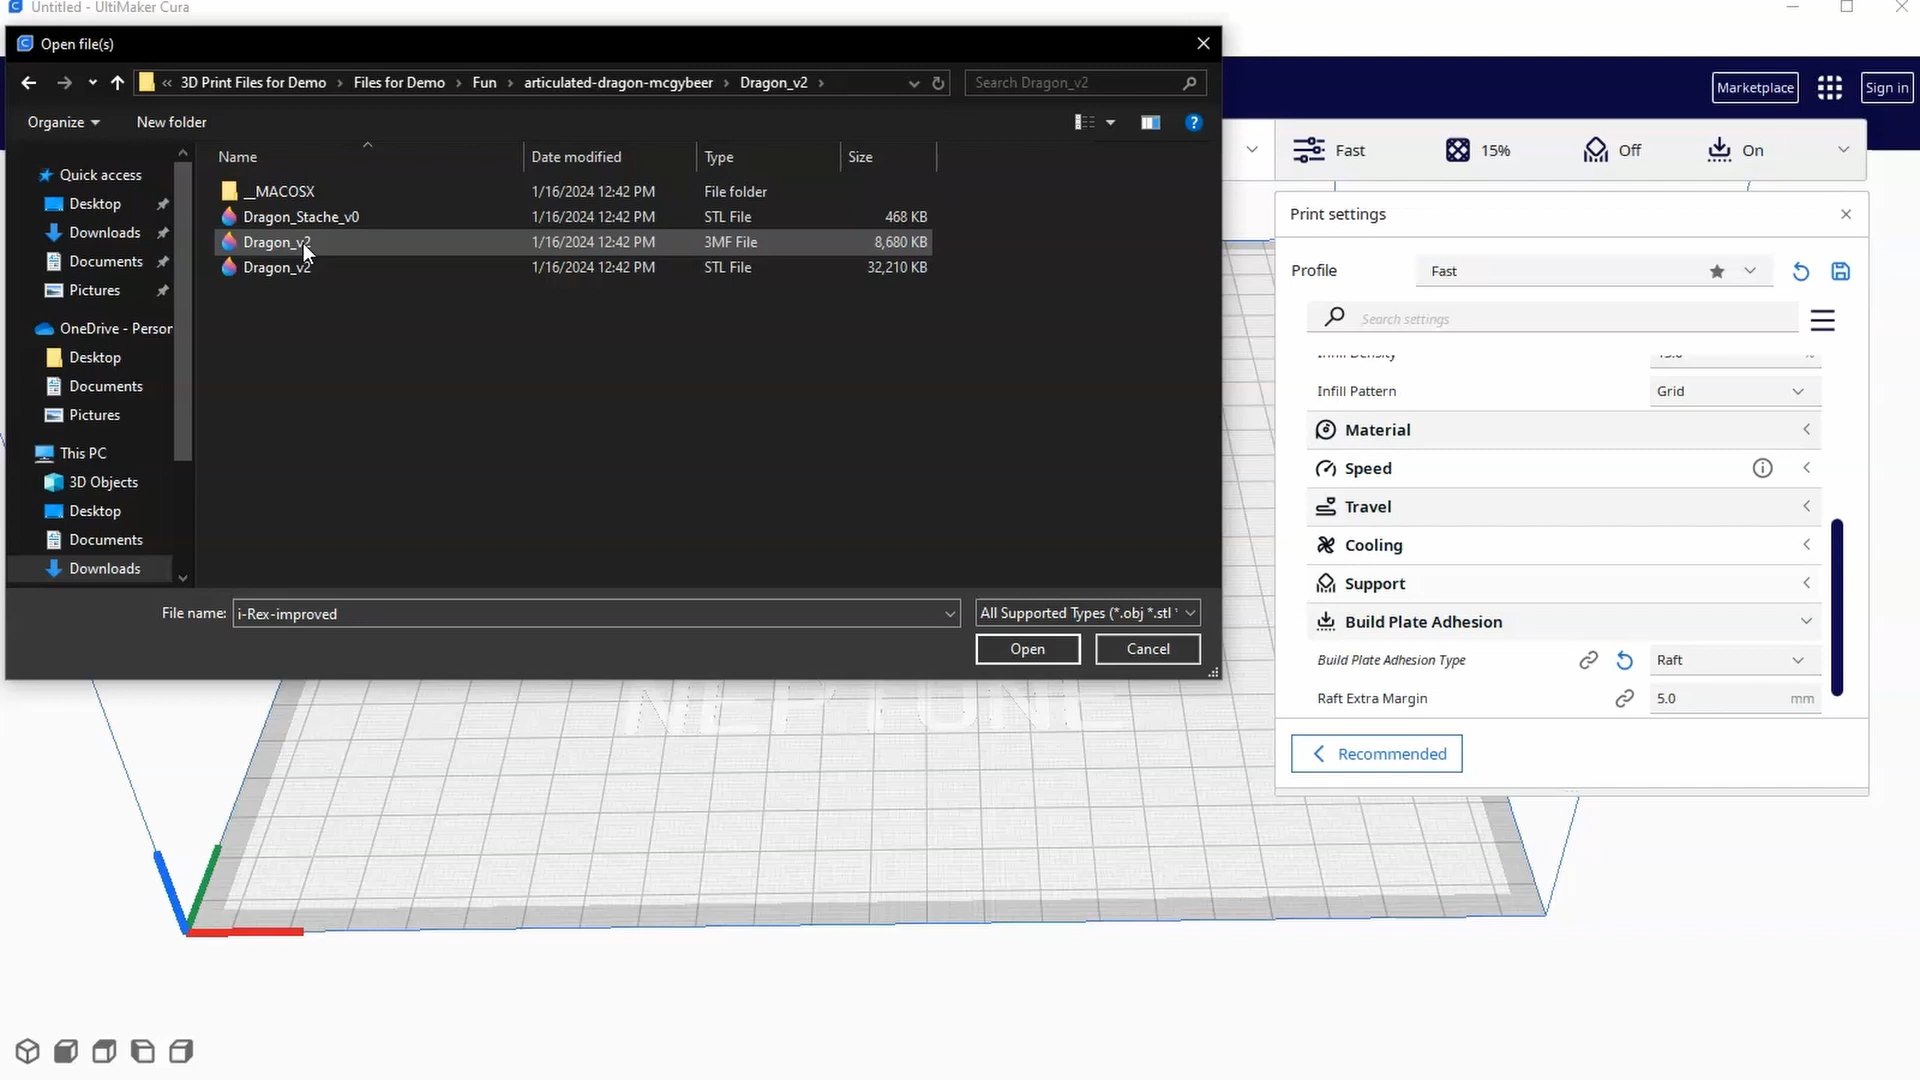 Untitled - UltiMaker Cura
Open file(s)
« 3D Print Files for Demo › Files for Demo › Fun › articulated-dragon-mcgybeer › Dragon_v2 ›
Search Dragon_v2
Organize
New folder
Name
Date modified
Type
Size
__MACOSX 1/16/2024 12:42 PM File folder
Dragon_Stache_v0 1/16/2024 12:42 PM STL File 468 KB
Dragon_v2 1/16/2024 12:42 PM 3MF File 8,680 KB
Dragon_v2 1/16/2024 12:42 PM STL File 32,210 KB
Quick access
Desktop
Downloads
Documents
Pictures
OneDrive - Person
Desktop
Documents
Pictures
This PC
3D Objects
Desktop
Documents
Downloads
File name: i-Rex-improved
All Supported Types (*.obj *.stl *
Open
Cancel
Marketplace
Sign in
Fast
15%
Off
On
Print settings
Profile
Fast
Search settings
Infill Density
Infill Pattern
Grid
Material
Speed
Travel
Cooling
Support
Build Plate Adhesion
Build Plate Adhesion Type
Raft
Raft Extra Margin
5.0 mm
Recommended
NEPTUNE